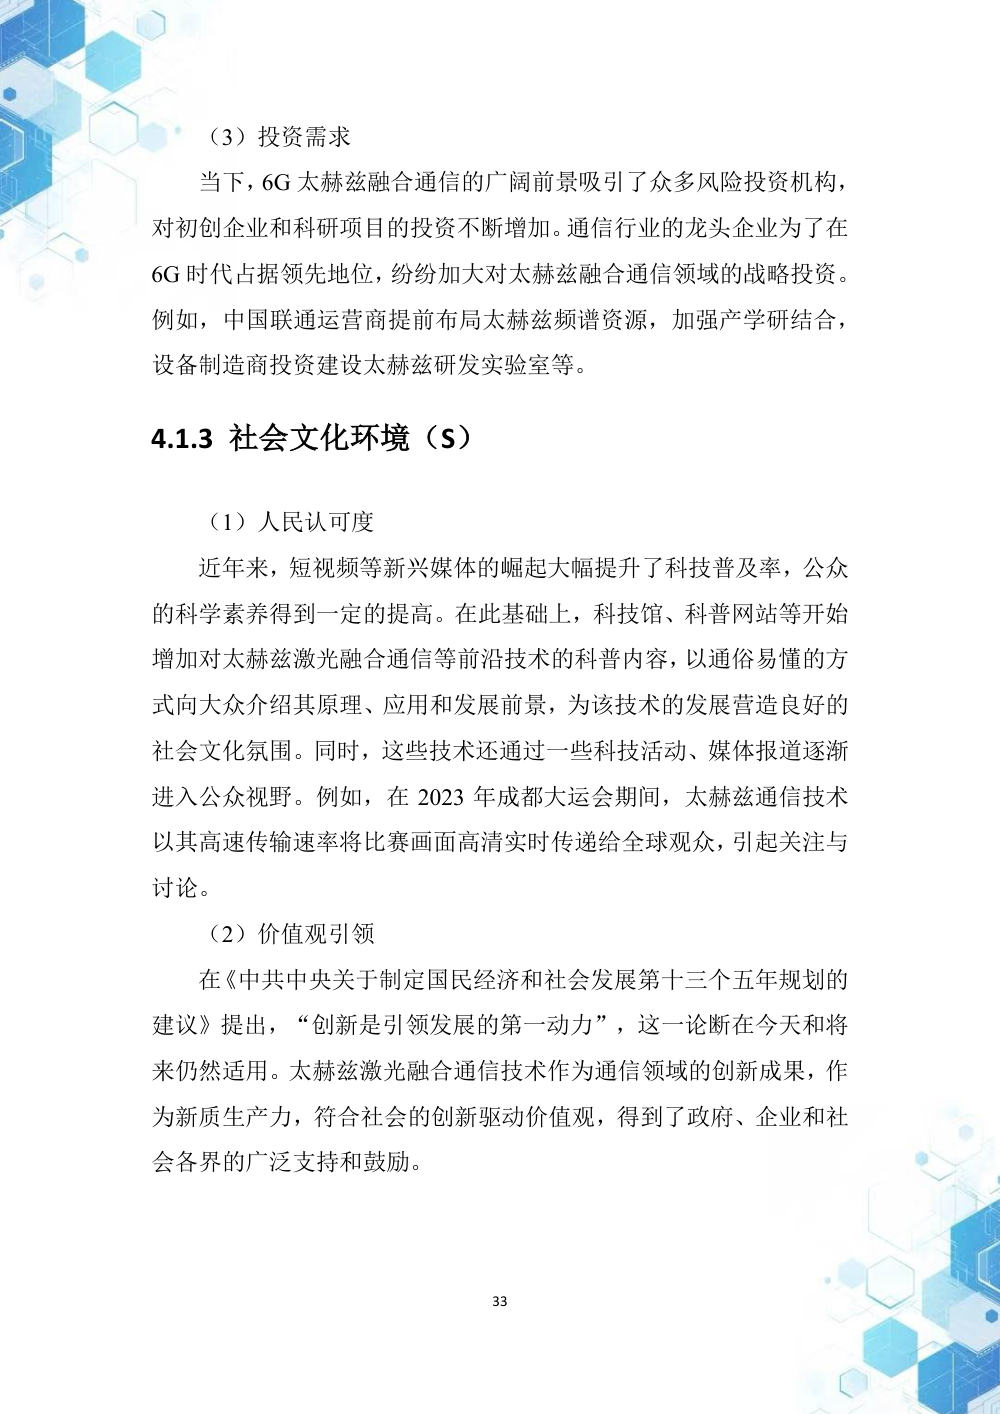 （3）投资需求
当下，6G 太赫兹融合通信的广阔前景吸引了众多风险投资机构，
对初创企业和科研项目的投资不断增加。通信行业的龙头企业为了在
6G 时代占据领先地位，纷纷加大对太赫兹融合通信领域的战略投资。
例如，中国联通运营商提前布局太赫兹频谱资源，加强产学研结合，
设备制造商投资建设太赫兹研发实验室等。
4.1.3 社会文化环境（S）
（1）人民认可度
近年来，短视频等新兴媒体的崛起大幅提升了科技普及率，公众
的科学素养得到一定的提高。在此基础上，科技馆、科普网站等开始
增加对太赫兹激光融合通信等前沿技术的科普内容，以通俗易懂的方
式向大众介绍其原理、应用和发展前景，为该技术的发展营造良好的
社会文化氛围。同时，这些技术还通过一些科技活动、媒体报道逐渐
进入公众视野。例如，在 2023 年成都大运会期间，太赫兹通信技术
以其高速传输速率将比赛画面高清实时传递给全球观众，引起关注与
讨论。
（2）价值观引领
在《中共中央关于制定国民经济和社会发展第十三个五年规划的
建议》提出，“创新是引领发展的第一动力”，这一论断在今天和将
来仍然适用。太赫兹激光融合通信技术作为通信领域的创新成果，作
为新质生产力，符合社会的创新驱动价值观，得到了政府、企业和社
会各界的广泛支持和鼓励。
33